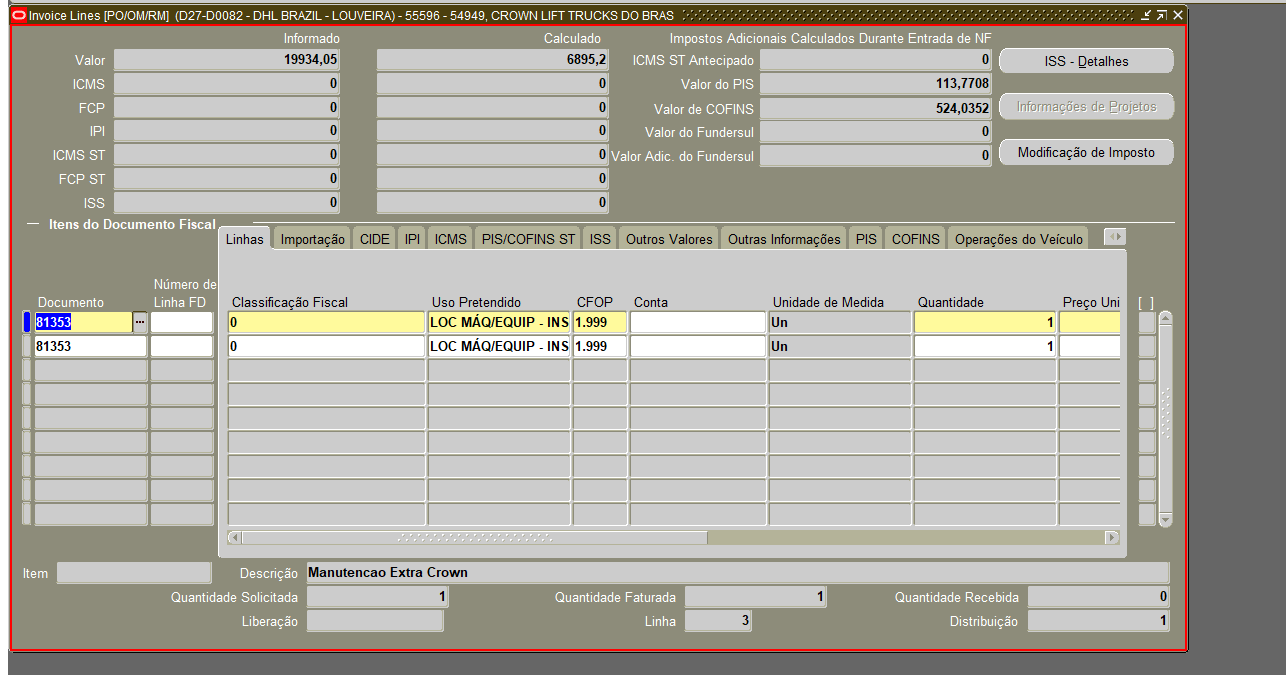 Invoice Lines [PO/OM/RM] (D27-D0082 - DHL BRAZIL - LOUVEIRA) - 55596 - 54949, CROWN LIFT TRUCKS DO BRAS
Informado Calculado Impostos Adicionais Calculados Durante Entrada de NF
Valor 19934,05 6895,2 ICMS ST Antecipado 0 ISS - Detalhes
ICMS 0 0 Valor do PIS 113,7708
FCP 0 0 Valor de COFINS 524,0352 Informações de Projetos
IPI 0 0 Valor do Fundersul 0
ICMS ST 0 0 Valor Adic. do Fundersul 0 Modificação de Imposto
FCP ST 0 0
ISS 0 0
Itens do Documento Fiscal
Linhas Importação CIDE IPI ICMS PIS/COFINS ST ISS Outros Valores Outras Informações PIS COFINS Operações do Veículo
Número de
Documento Linha FD Classificação Fiscal Uso Pretendido CFOP Conta Unidade de Medida Quantidade Preço Uni [ ]
81353 ... 0 LOC MÁQ/EQUIP - INS 1.999 Un 1
81353 0 LOC MÁQ/EQUIP - INS 1.999 Un 1
Item Descrição Manutencao Extra Crown
Quantidade Solicitada 1 Quantidade Faturada 1 Quantidade Recebida 0
Liberação Linha 3 Distribuição 1